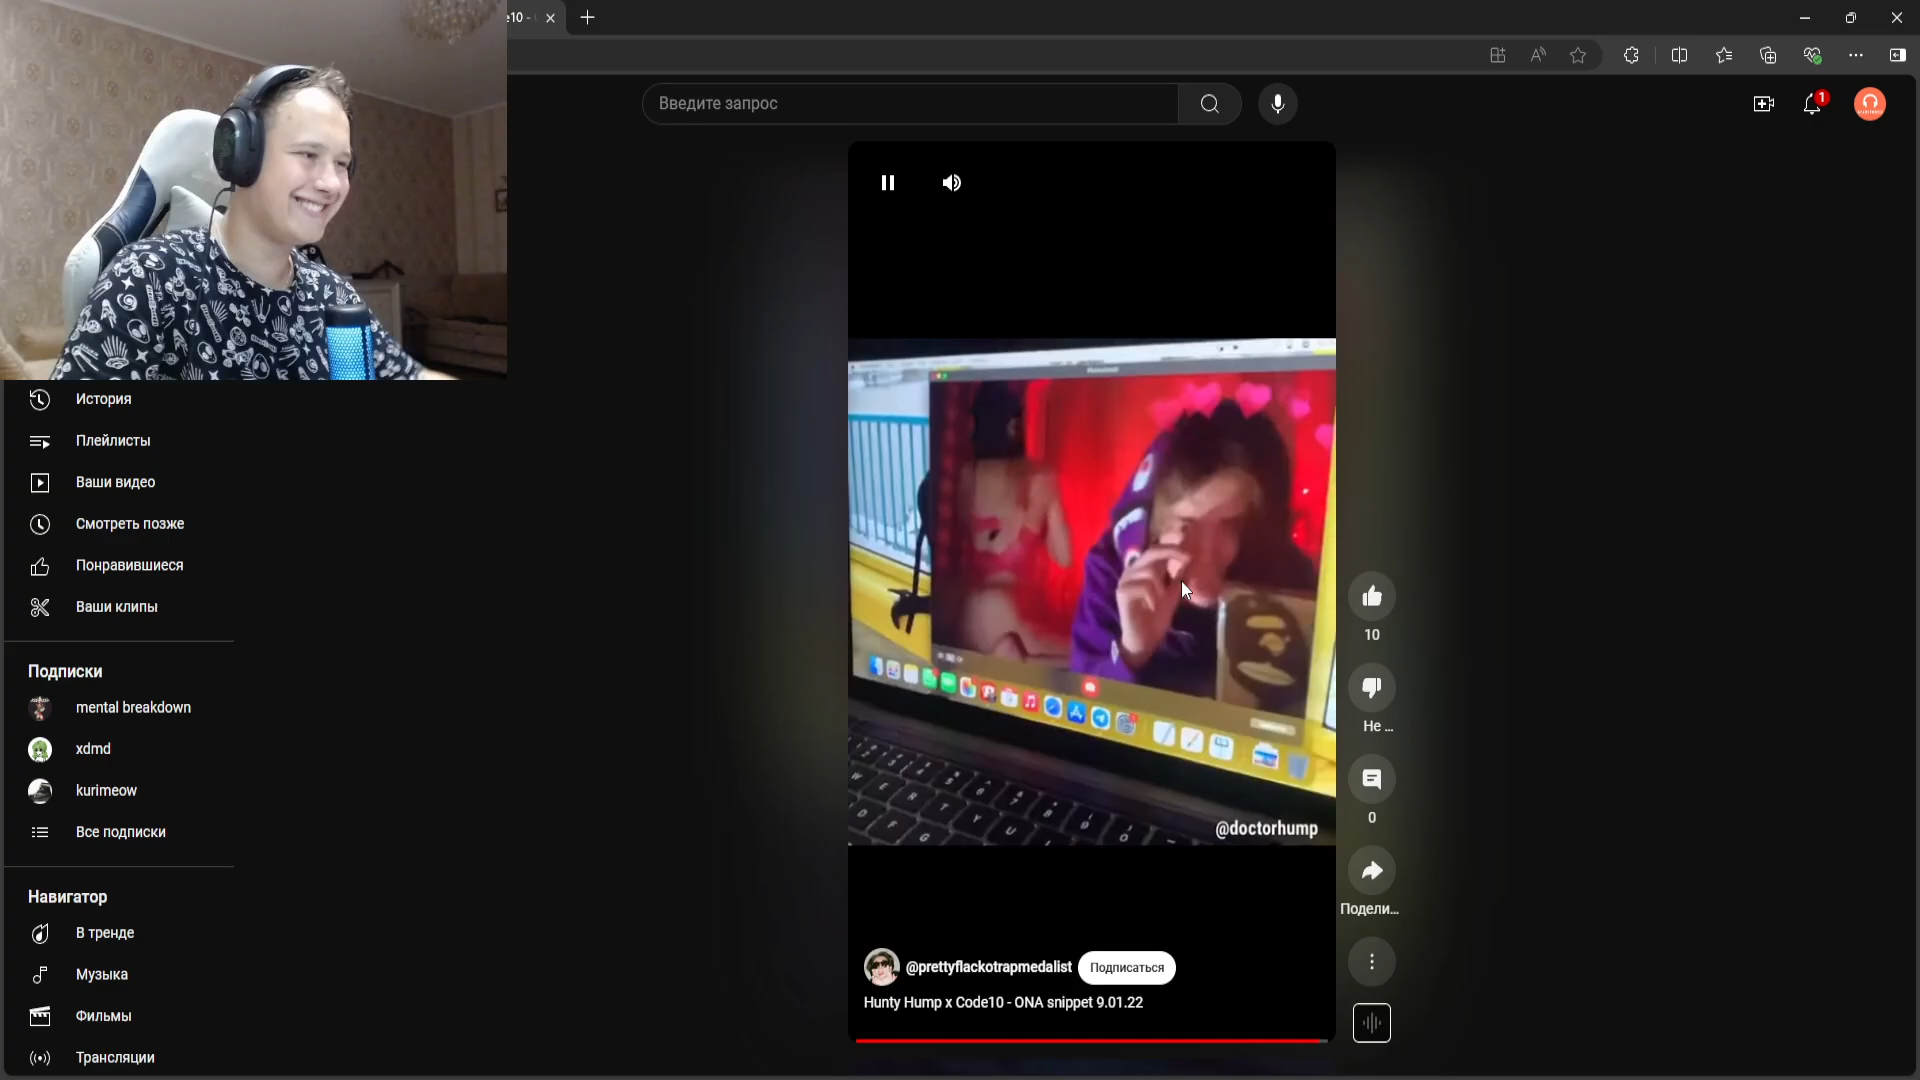 e10 -
Введите запрос
1
История
Плейлисты
Ваши видео
Смотреть позже
Понравившиеся
Ваши клипы
Подписки
mental breakdown
xdmd
kurimeow
Все подписки
Навигатор
В тренде
Музыка
Фильмы
Трансляции
@doctorhump
10
Не ...
0
Подели...
@prettyflackotrapmedalist
Подписаться
Hunty Hump x Code10 - ONA snippet 9.01.22